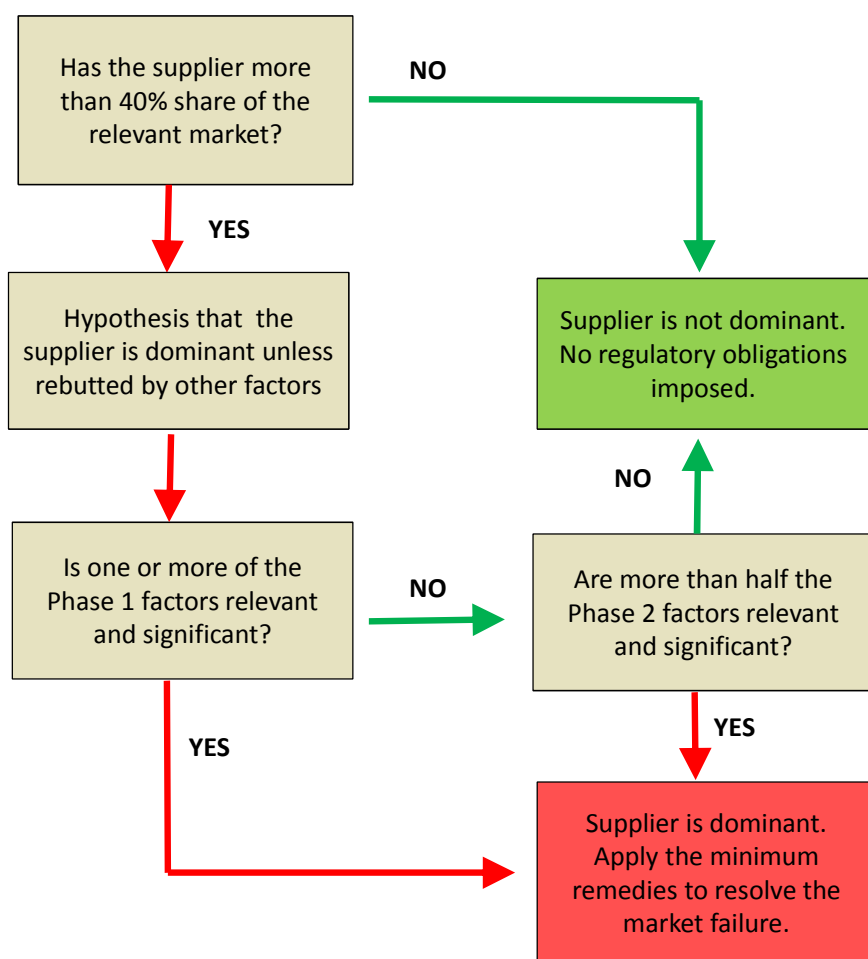 Has the supplier more
than 40% share of the
relevant market?
NO
YES
Hypothesis that the
supplier is dominant unless
rebutted by other factors
Supplier is not dominant.
No regulatory obligations
imposed.
NO
Is one or more of the
Phase 1 factors relevant
and significant?
NO
Are more than half the
Phase 2 factors relevant
and significant?
YES
YES
Supplier is dominant.
Apply the minimum
remedies to resolve the
market failure.